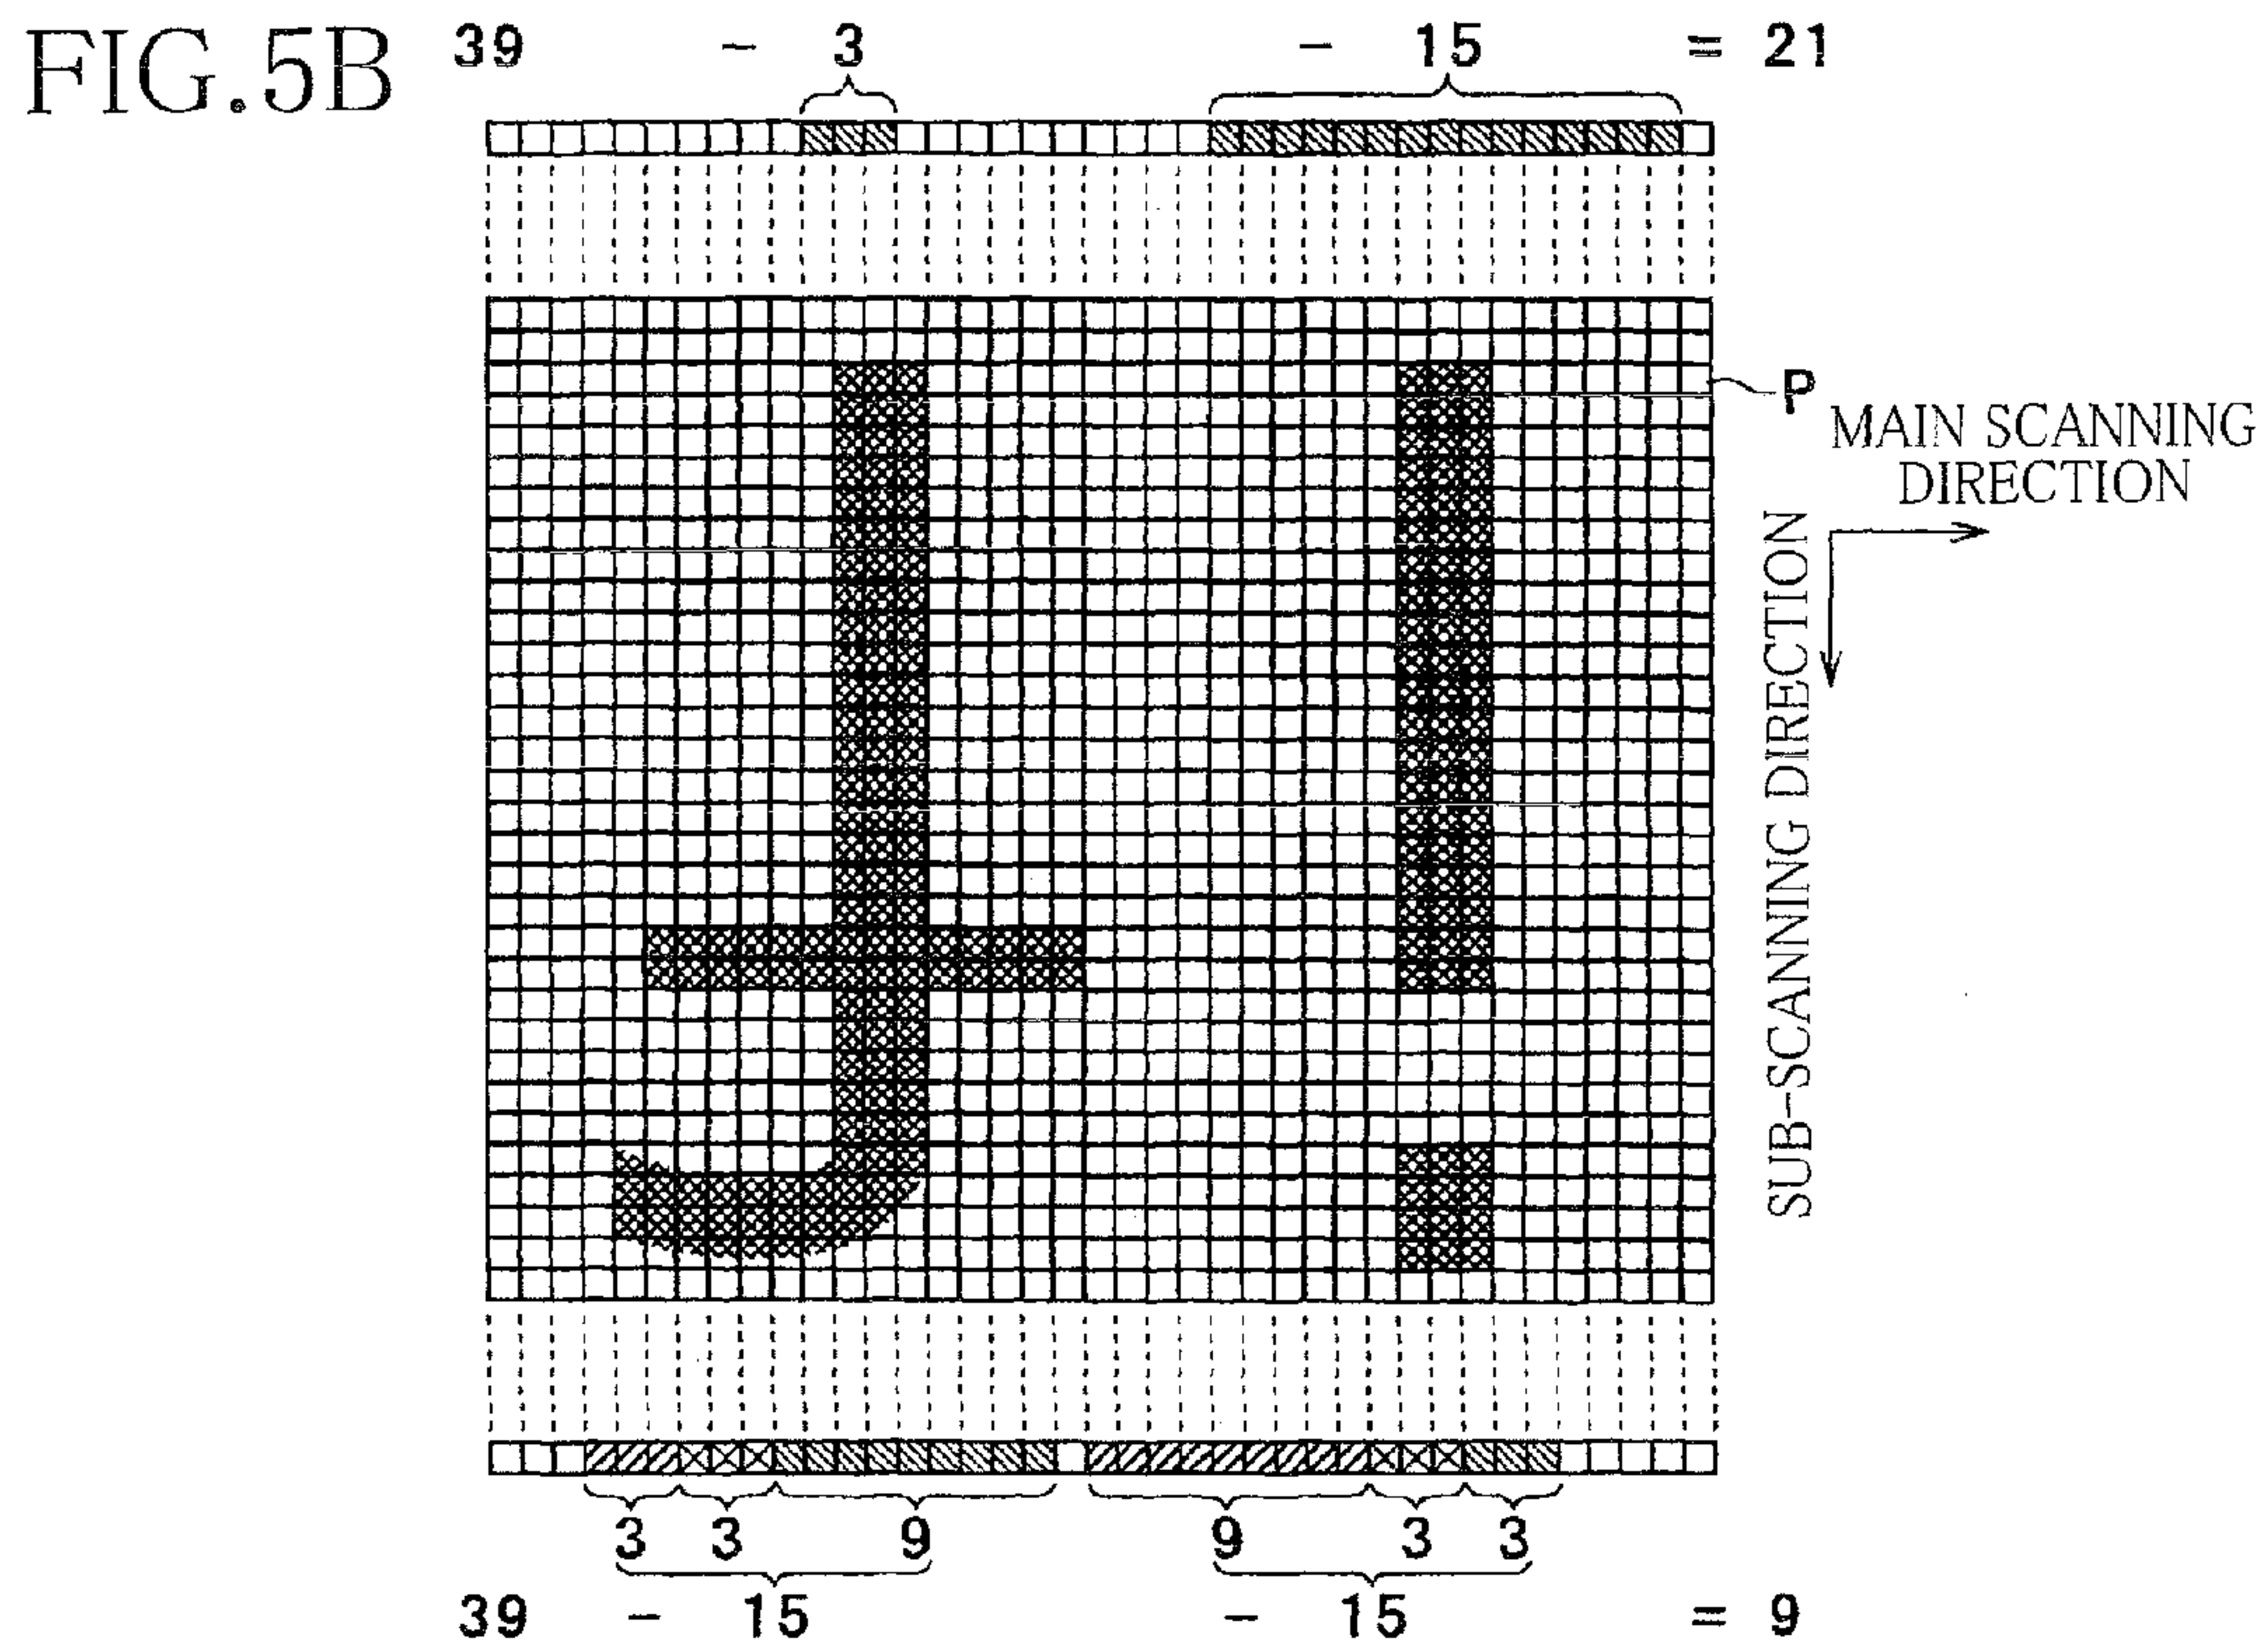 FIG.5B
39 - 3 - 15 = 21
P
MAIN SCANNING
DIRECTION
SUB-SCANNING DIRECTION
3 3 9 9 3 3
39 - 15 - 15 = 9